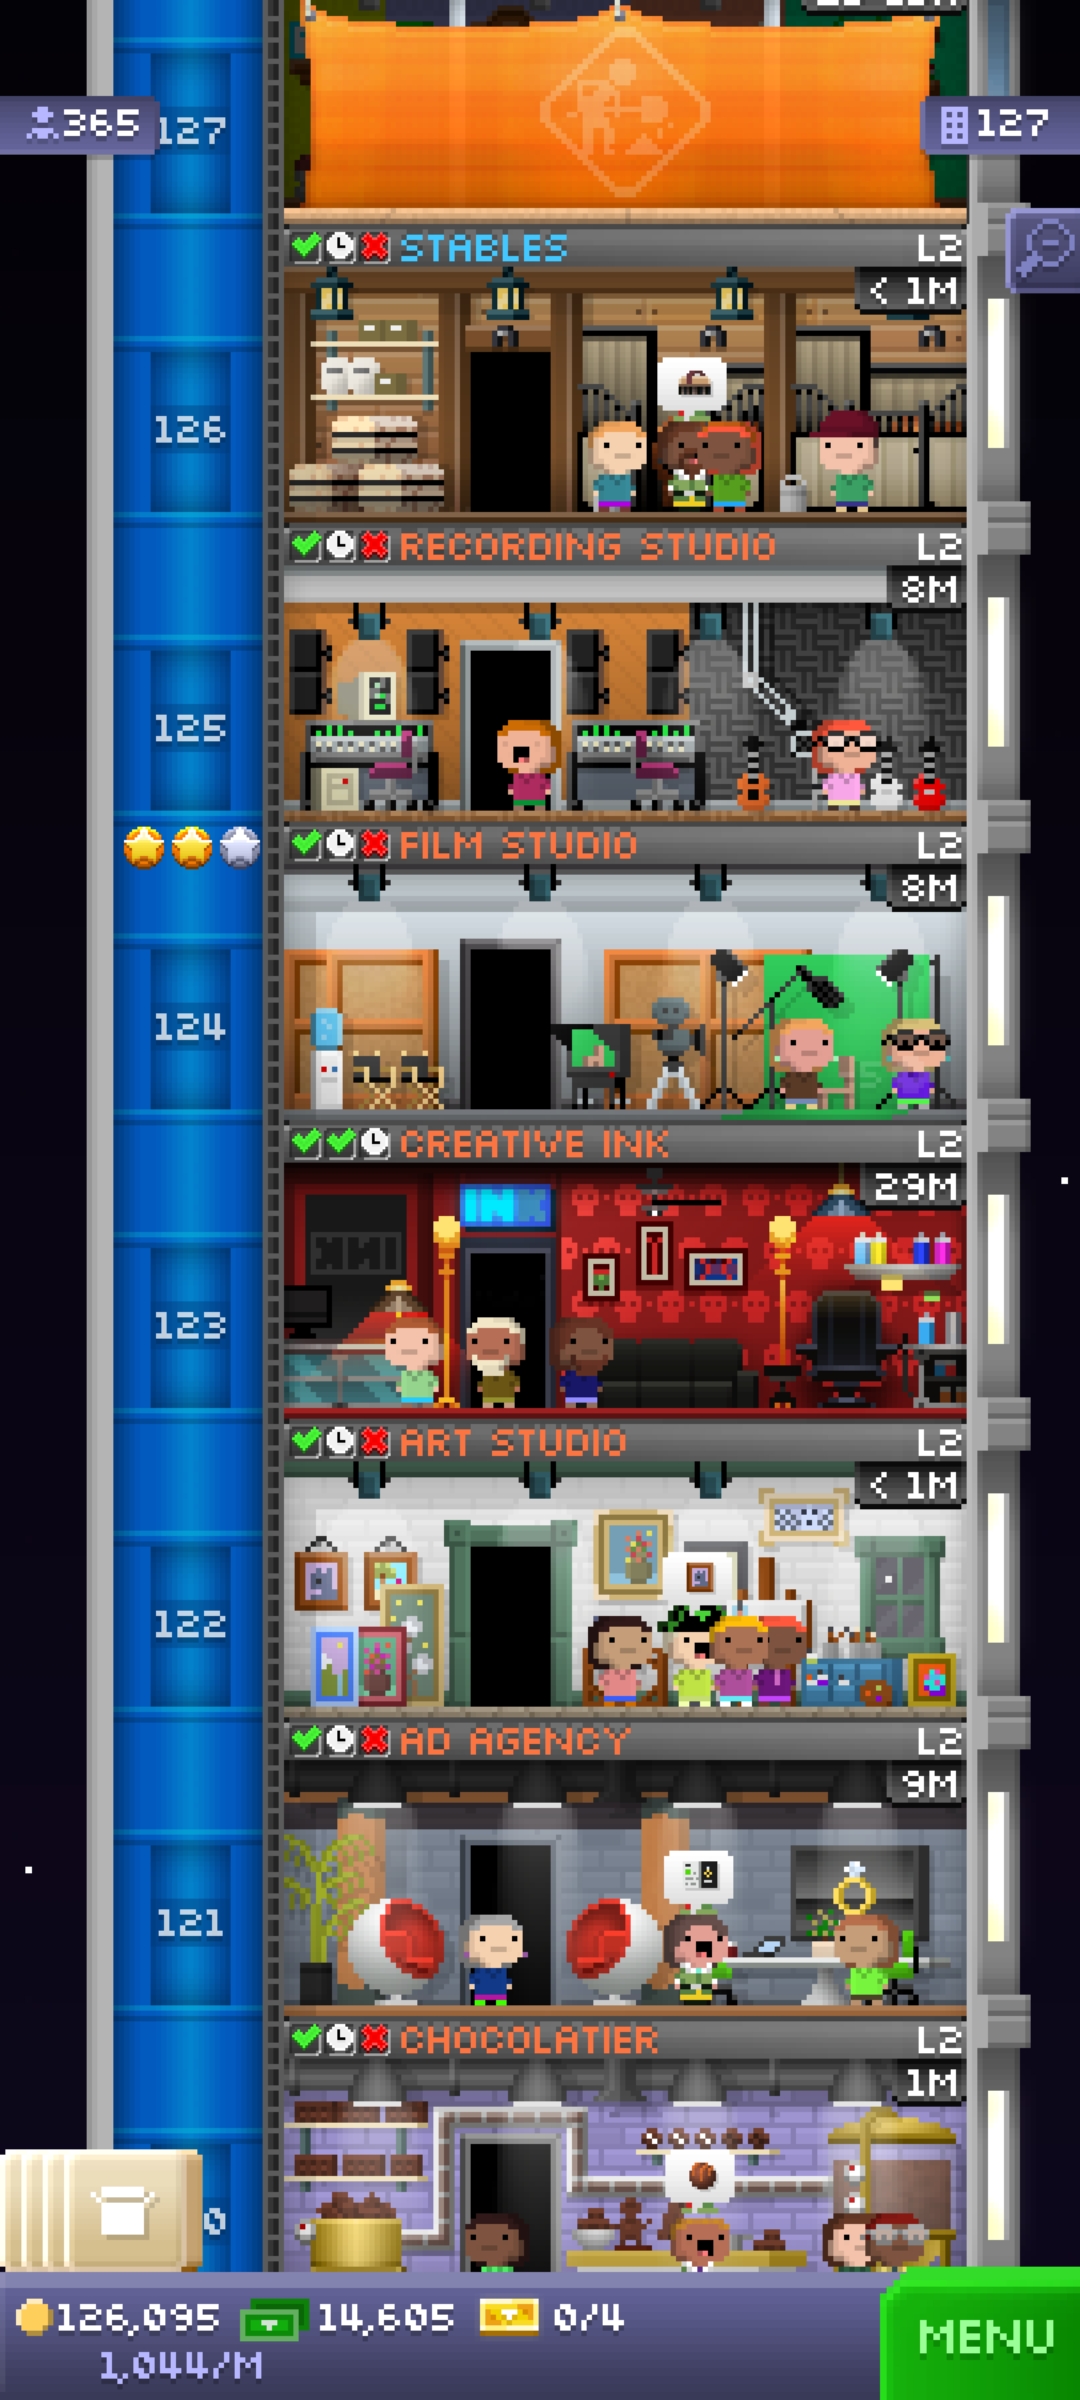 365
127
127
STABLES L2
< 1M
126
RECORDING STUDIO L2
8M
125
FILM STUDIO L2
8M
124
CREATIVE INK L2
29M
INK
123
ART STUDIO L2
< 1M
122
AD AGENCY L2
9M
121
CHOCOLATIER L2
1M
0
126,095 14,605 0/4
1,044/M
MENU